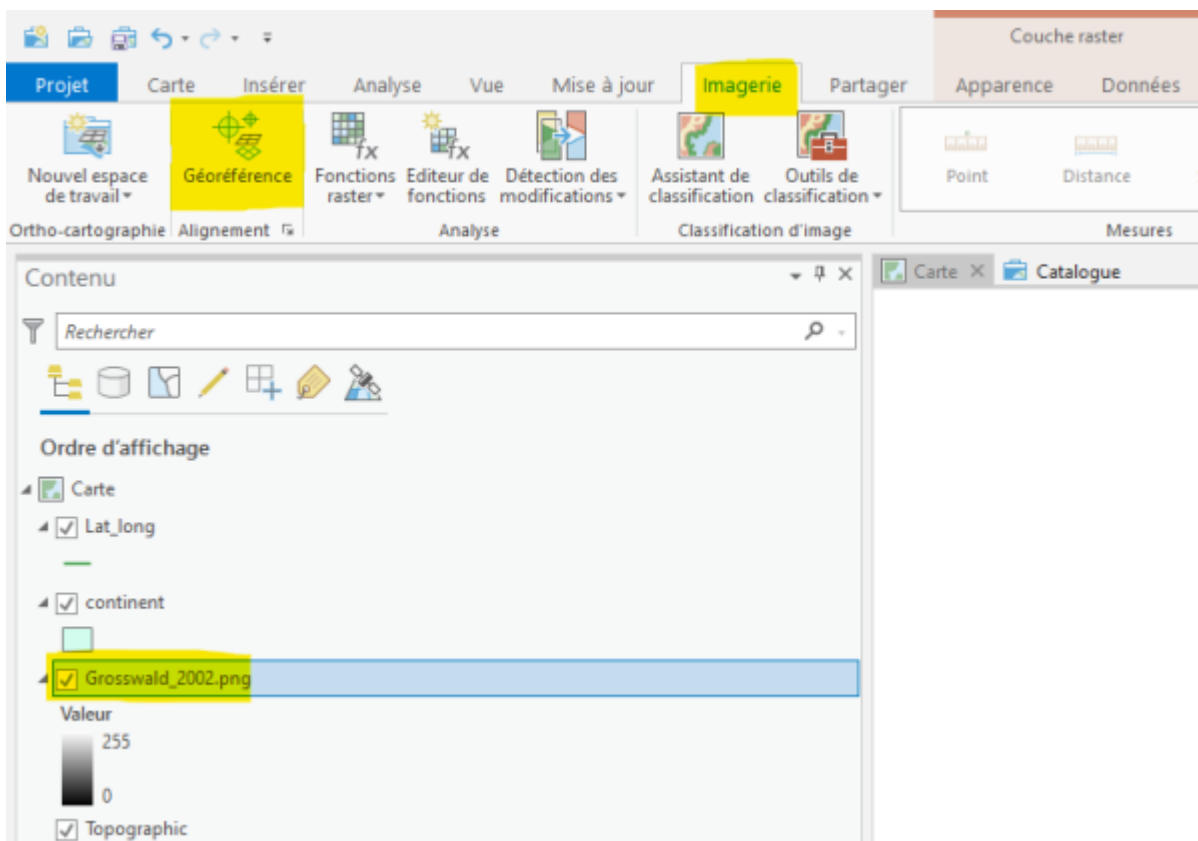 Couche raster
Projet Carte Insérer Analyse Vue Mise à jour Imagerie Partager Apparence Données
Nouvel espace de travail
Géoréférence
Fonctions raster
Editeur de fonctions
Détection des modifications
Assistant de classification
Outils de classification
Point
Distance
Ortho-cartographie Alignement Analyse Classification d'image Mesures
Contenu
Carte Catalogue
Rechercher
Ordre d'affichage
Carte
Lat_long
continent
Grosswald_2002.png
Valeur
255
0
Topographic